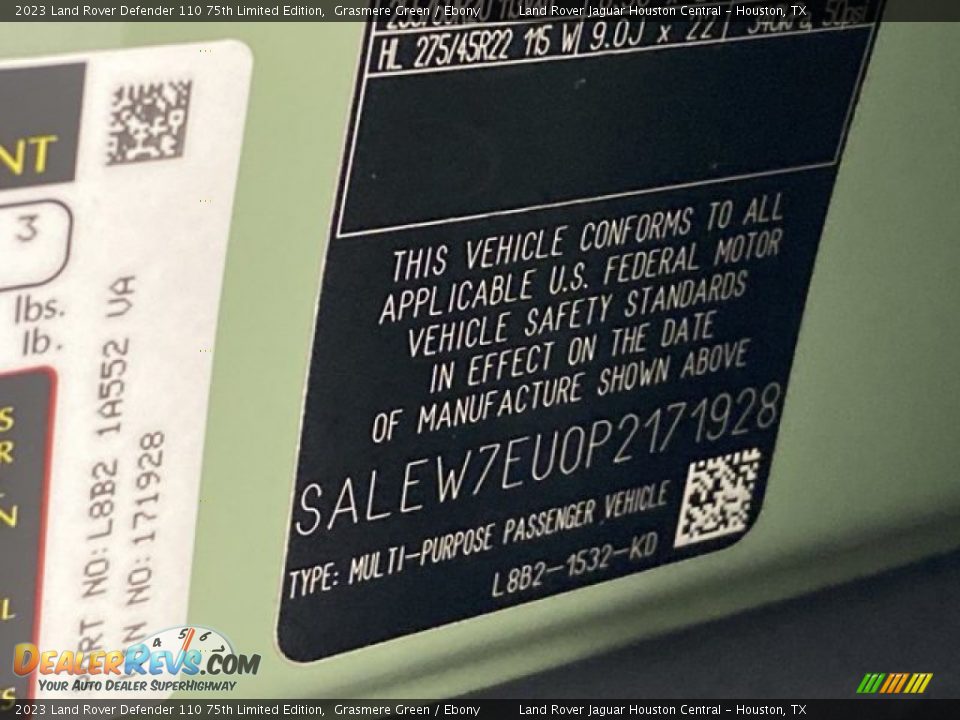 2023 Land Rover Defender 110 75th Limited Edition, Grasmere Green / Ebony Land Rover Jaguar Houston Central – Houston, TX
HL 275/45R22 115 W 9.0J x 22
THIS VEHICLE CONFORMS TO ALL
APPLICABLE U.S. FEDERAL MOTOR
VEHICLE SAFETY STANDARDS
IN EFFECT ON THE DATE
OF MANUFACTURE SHOWN ABOVE
SALEW7EU0P2171928
TYPE: MULTI-PURPOSE PASSENGER VEHICLE
L8B2-1532-KD
NT
3
lbs.
lb.
NO:L8B2 1A552 VA
NO:171928
4 5 6
DealerRevs.com
Your Auto Dealer SuperHighway
2023 Land Rover Defender 110 75th Limited Edition, Grasmere Green / Ebony Land Rover Jaguar Houston Central – Houston, TX